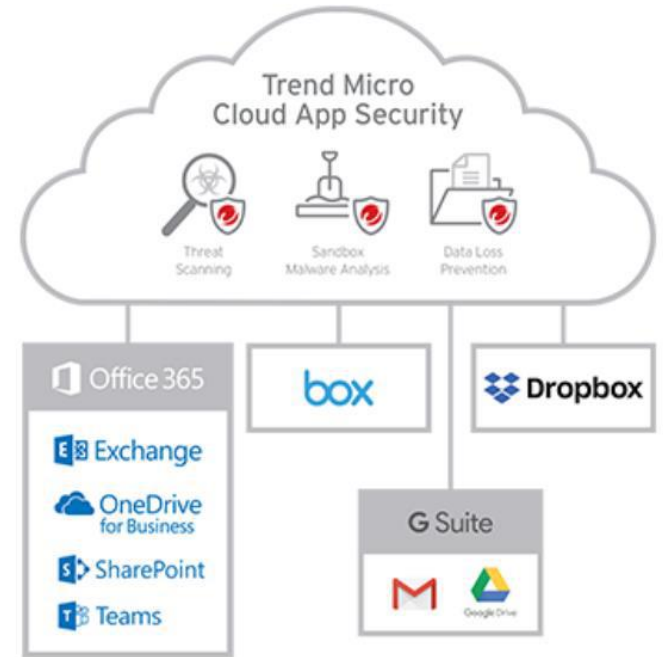 Trend Micro
Cloud App Security
Threat
Scanning
Sandbox
Malware Analysis
Data Loss
Prevention
Office 365
Exchange
OneDrive
for Business
SharePoint
Teams
box
Dropbox
G Suite
Google Drive